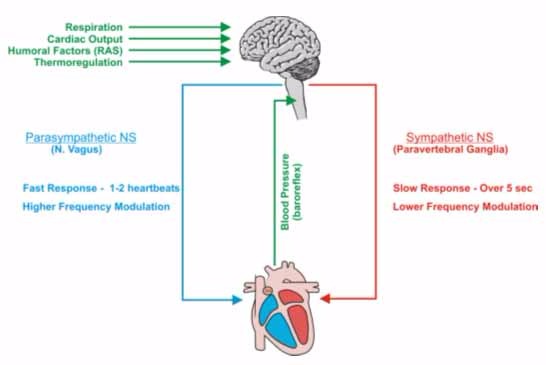 Respiration
Cardiac Output
Humoral Factors (RAS)
Thermoregulation
Parasympathetic NS
(N. Vagus)
Fast Response - 1-2 heartbeats
Higher Frequency Modulation
Blood Pressure
(baroreflex)
Sympathetic NS
(Paravertebral Ganglia)
Slow Response - Over 5 sec
Lower Frequency Modulation